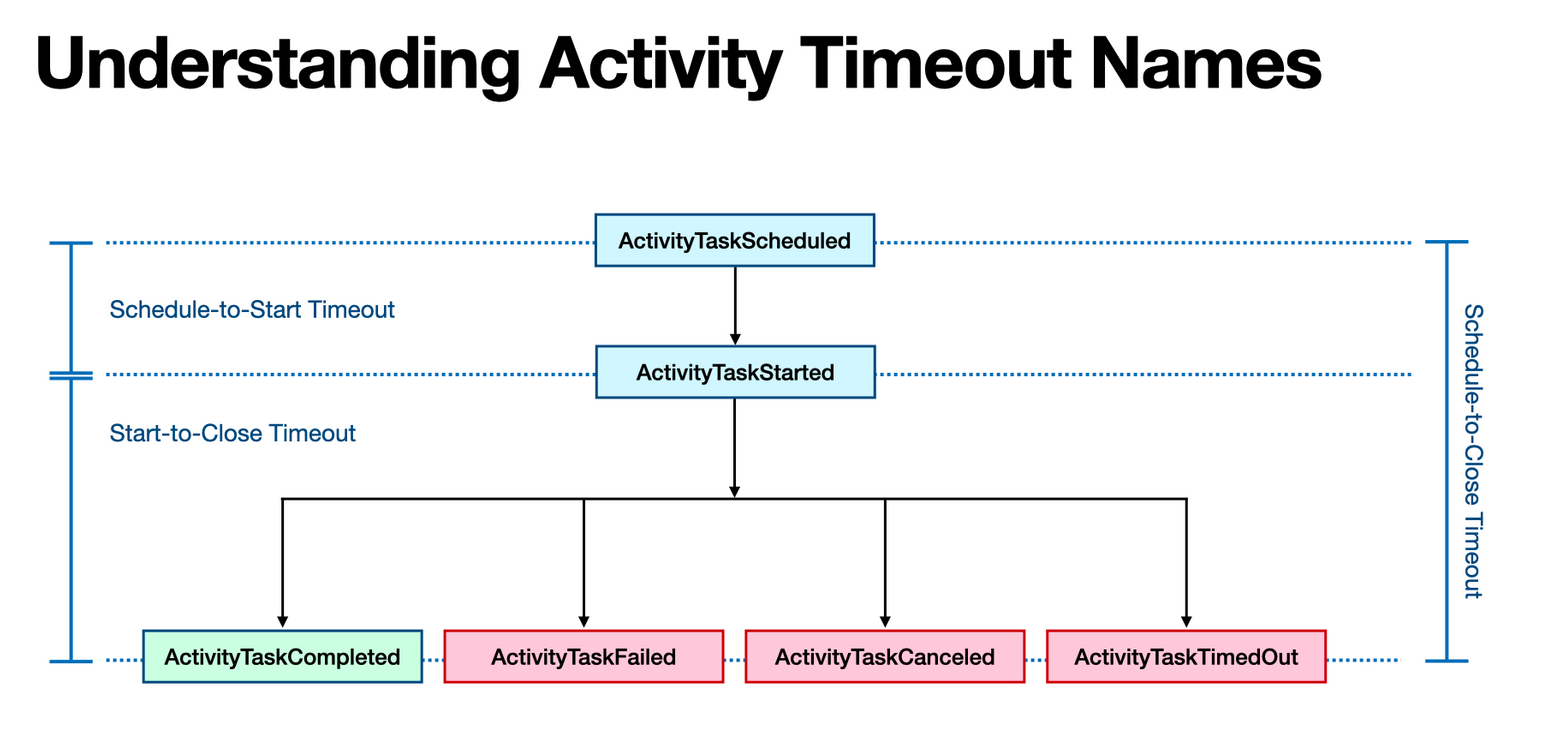 Understanding Activity Timeout Names
ActivityTaskScheduled
Schedule-to-Start Timeout
ActivityTaskStarted
Start-to-Close Timeout
Schedule-to-Close Timeout
ActivityTaskCompleted
ActivityTaskFailed
ActivityTaskCanceled
ActivityTaskTimedOut